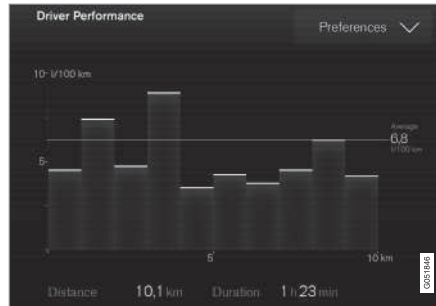 Driver Performance
Preferences
10 l/100 km
Average
6,8
l/100 km
5
5
10 km
Distance 10,1 km Duration 1 h 23 min
G051846